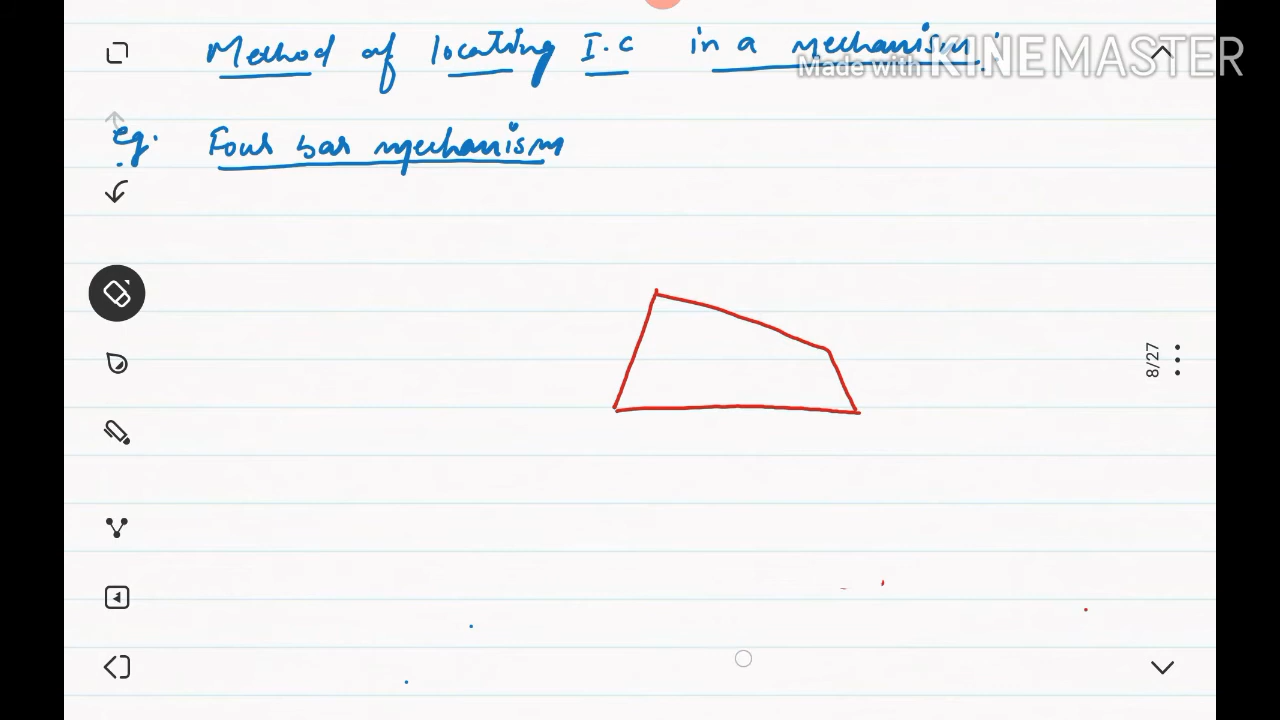 Method of locating I.C in a mechanism:
Made with KINEMASTER
eg. Four bar mechanism
8/27